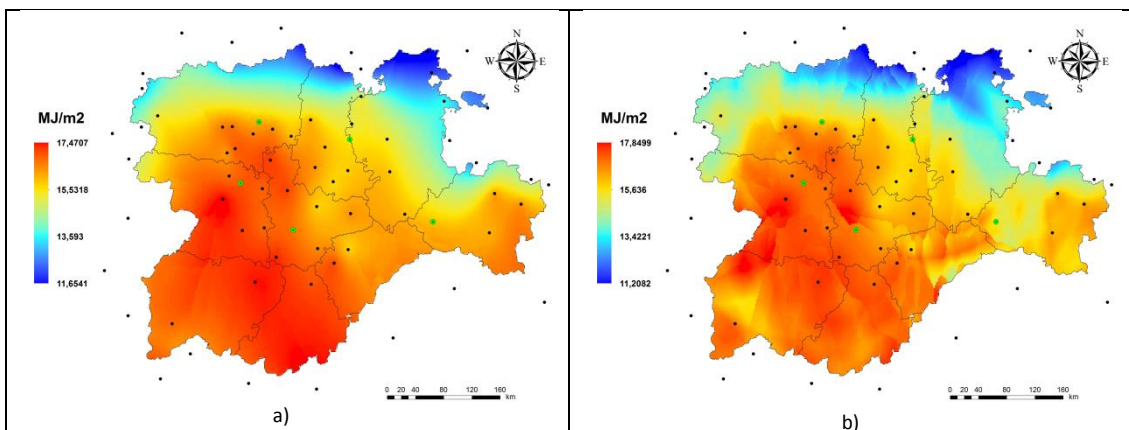 N
W E
S
MJ/m2
17,4707
15,5318
13,593
11,6541
0 20 40 80 120 160
km
a)
N
W E
S
MJ/m2
17,8499
15,636
13,4221
11,2082
0 20 40 80 120 160
km
b)